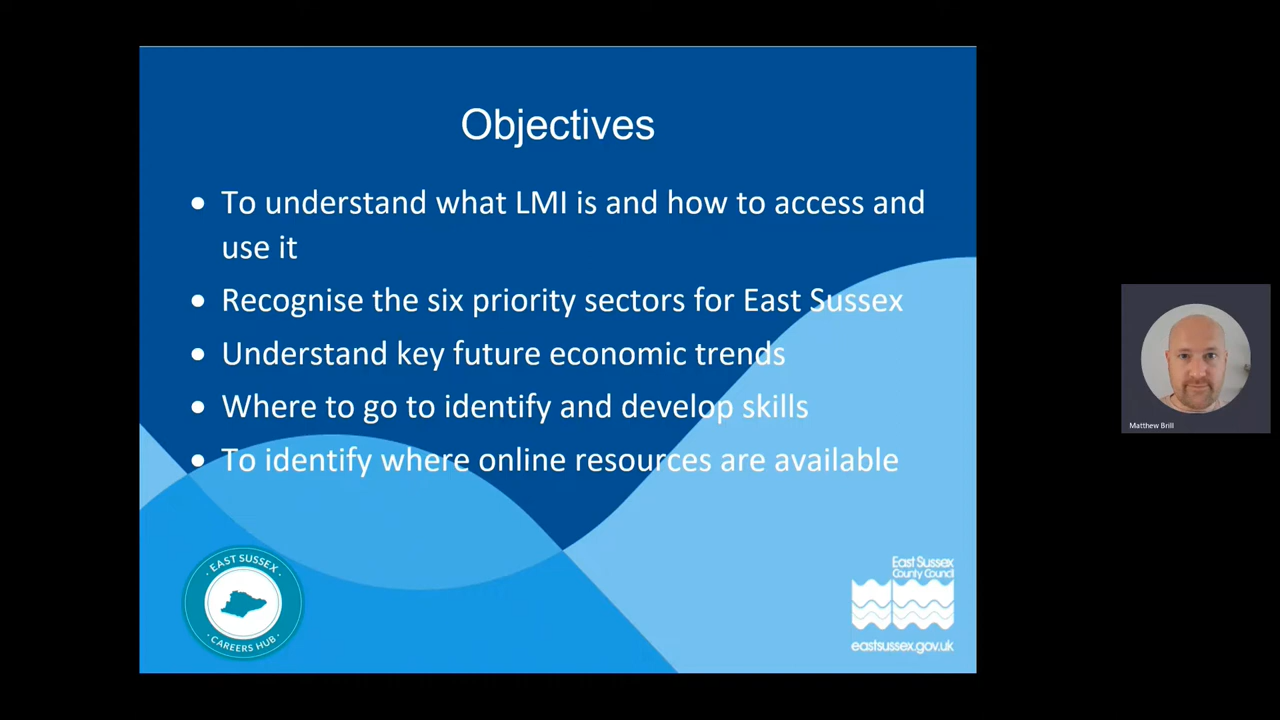 Objectives
• To understand what LMI is and how to access and
use it
• Recognise the six priority sectors for East Sussex
• Understand key future economic trends
• Where to go to identify and develop skills
• To identify where online resources are available
· EAST SUSSEX ·
· CAREERS HUB ·
East Sussex
County Council
eastsussex.gov.uk
Matthew Brill